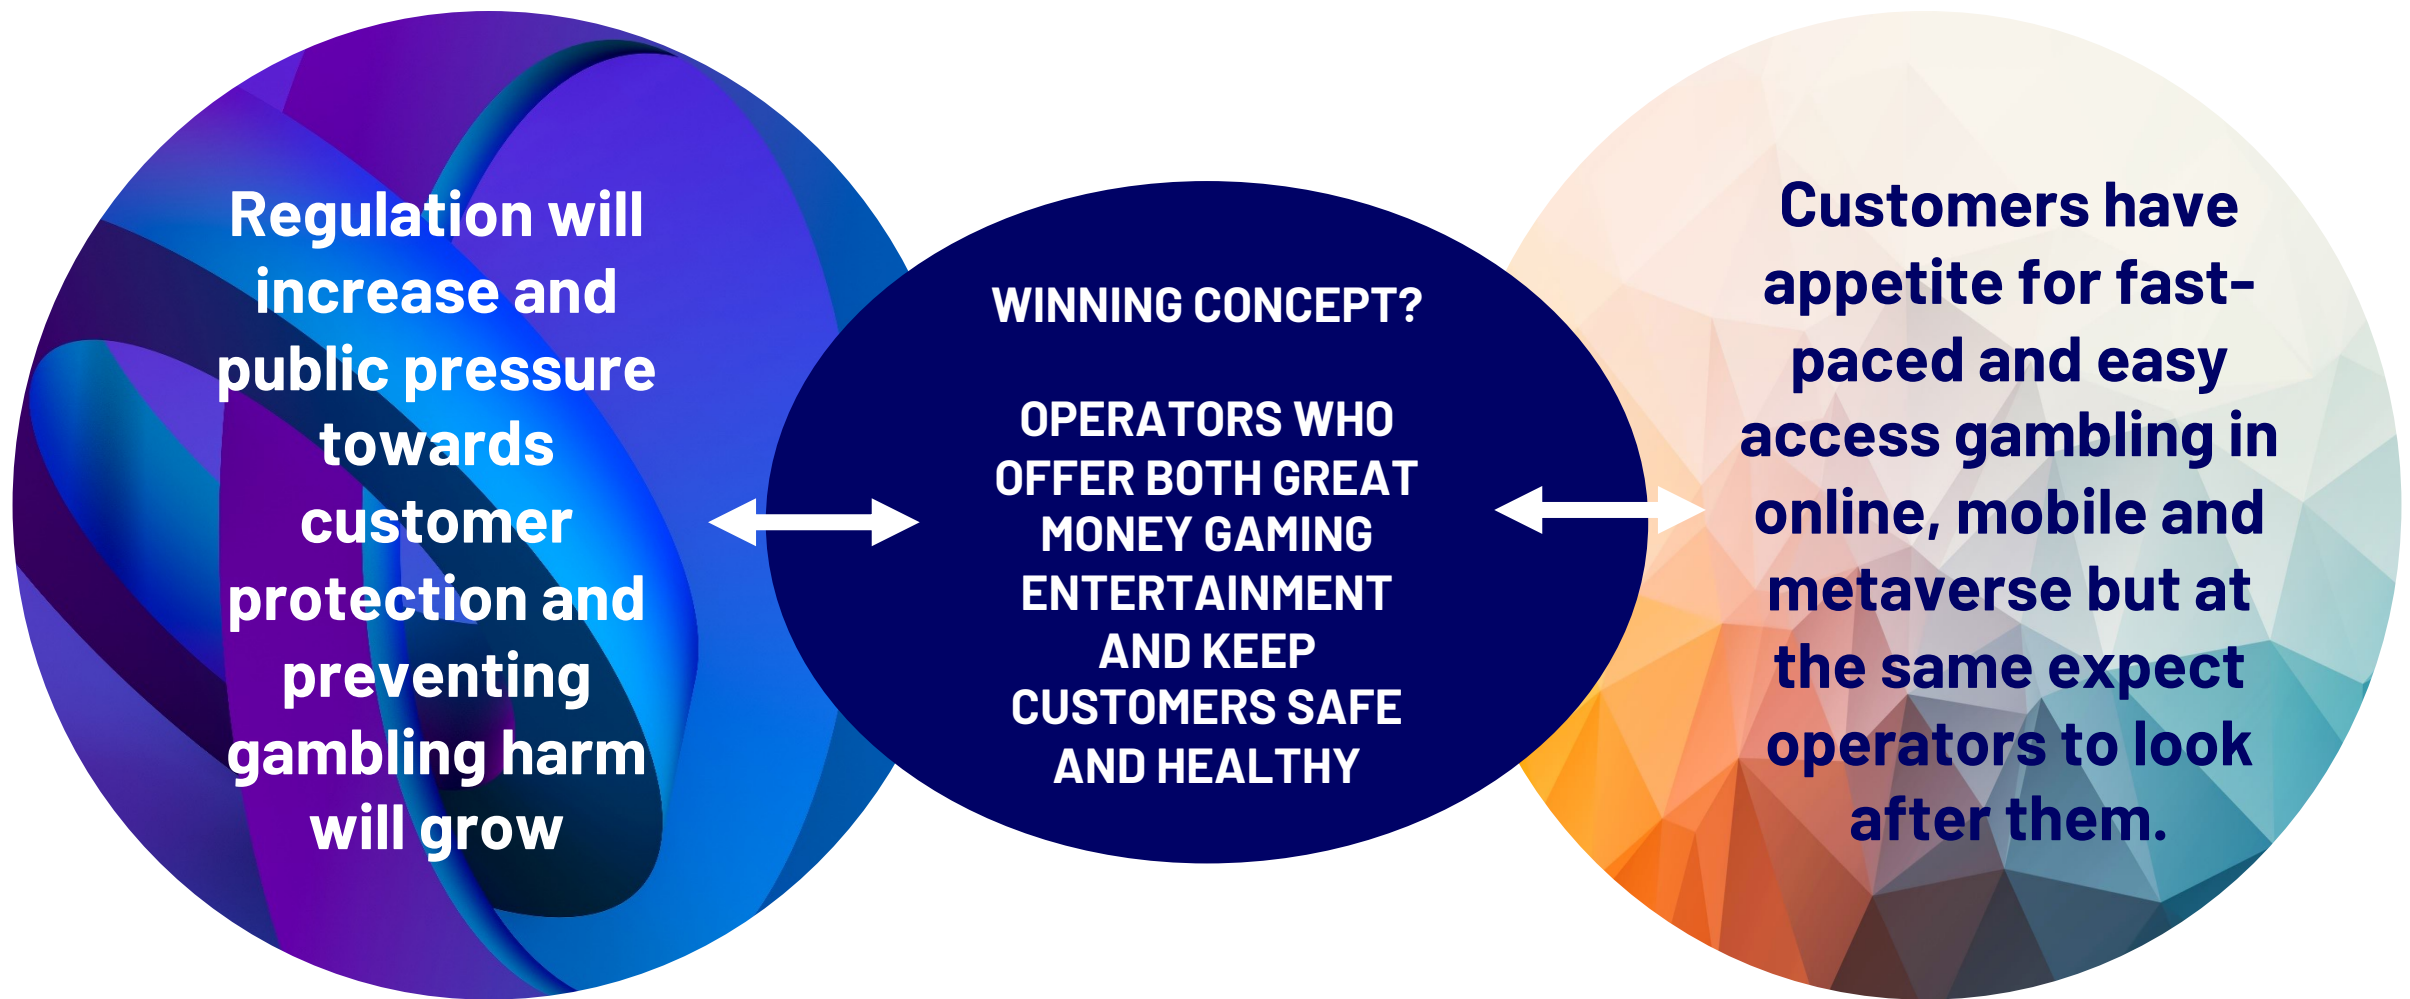 Regulation will
increase and
public pressure
towards
customer
protection and
preventing
gambling harm
will grow
WINNING CONCEPT?
OPERATORS WHO
OFFER BOTH GREAT
MONEY GAMING
ENTERTAINMENT
AND KEEP
CUSTOMERS SAFE
AND HEALTHY
Customers have
appetite for fast-
paced and easy
access gambling in
online, mobile and
metaverse but at
the same expect
operators to look
after them.